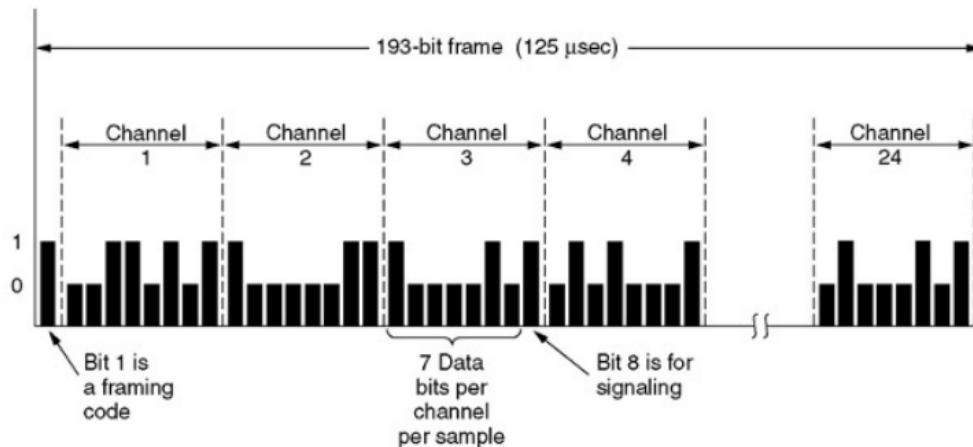 193-bit frame (125 μsec)
Channel
1
Channel
2
Channel
3
Channel
4
Channel
24
1
0
Bit 1 is
a framing
code
7 Data
bits per
channel
per sample
Bit 8 is for
signaling